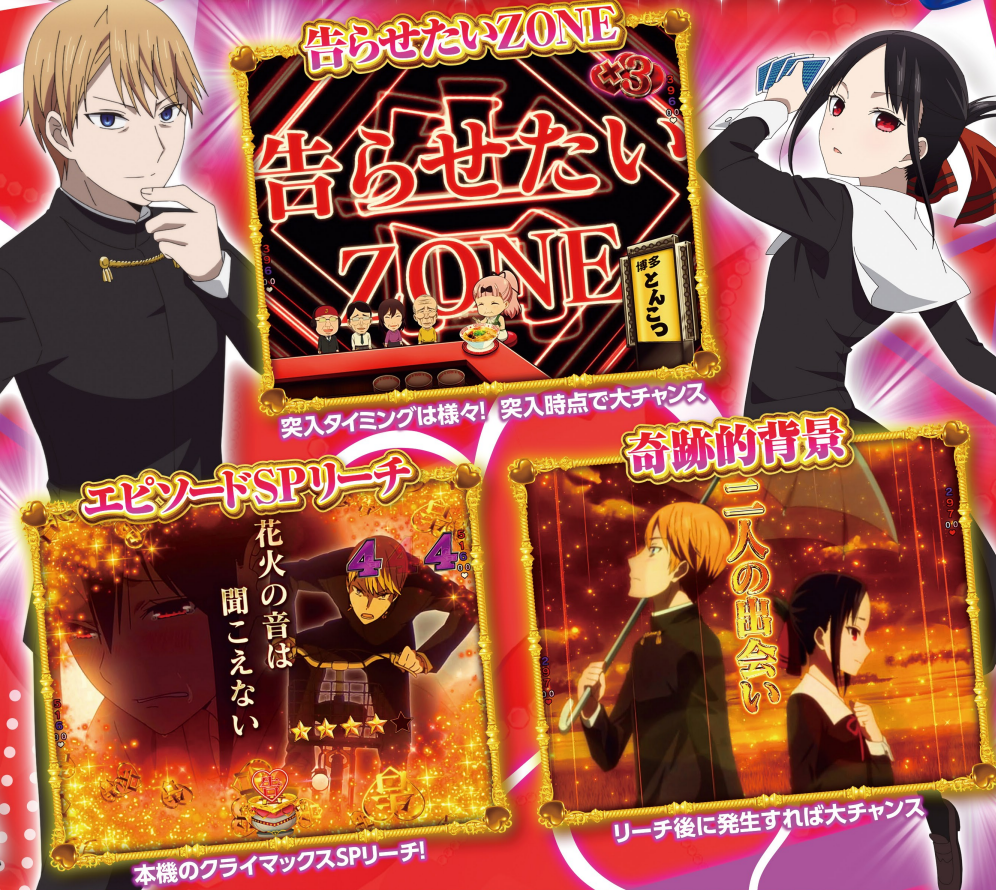 告らせたいZONE
×3
告らせたい
ZONE
博多
とんこつ
突入タイミングは様々! 突入時点で大チャンス
エピソードSPリーチ
花火の音は
聞こえない
4 4
本機のクライマックスSPリーチ!
奇跡的背景
二人の出会い
リーチ後に発生すれば大チャンス